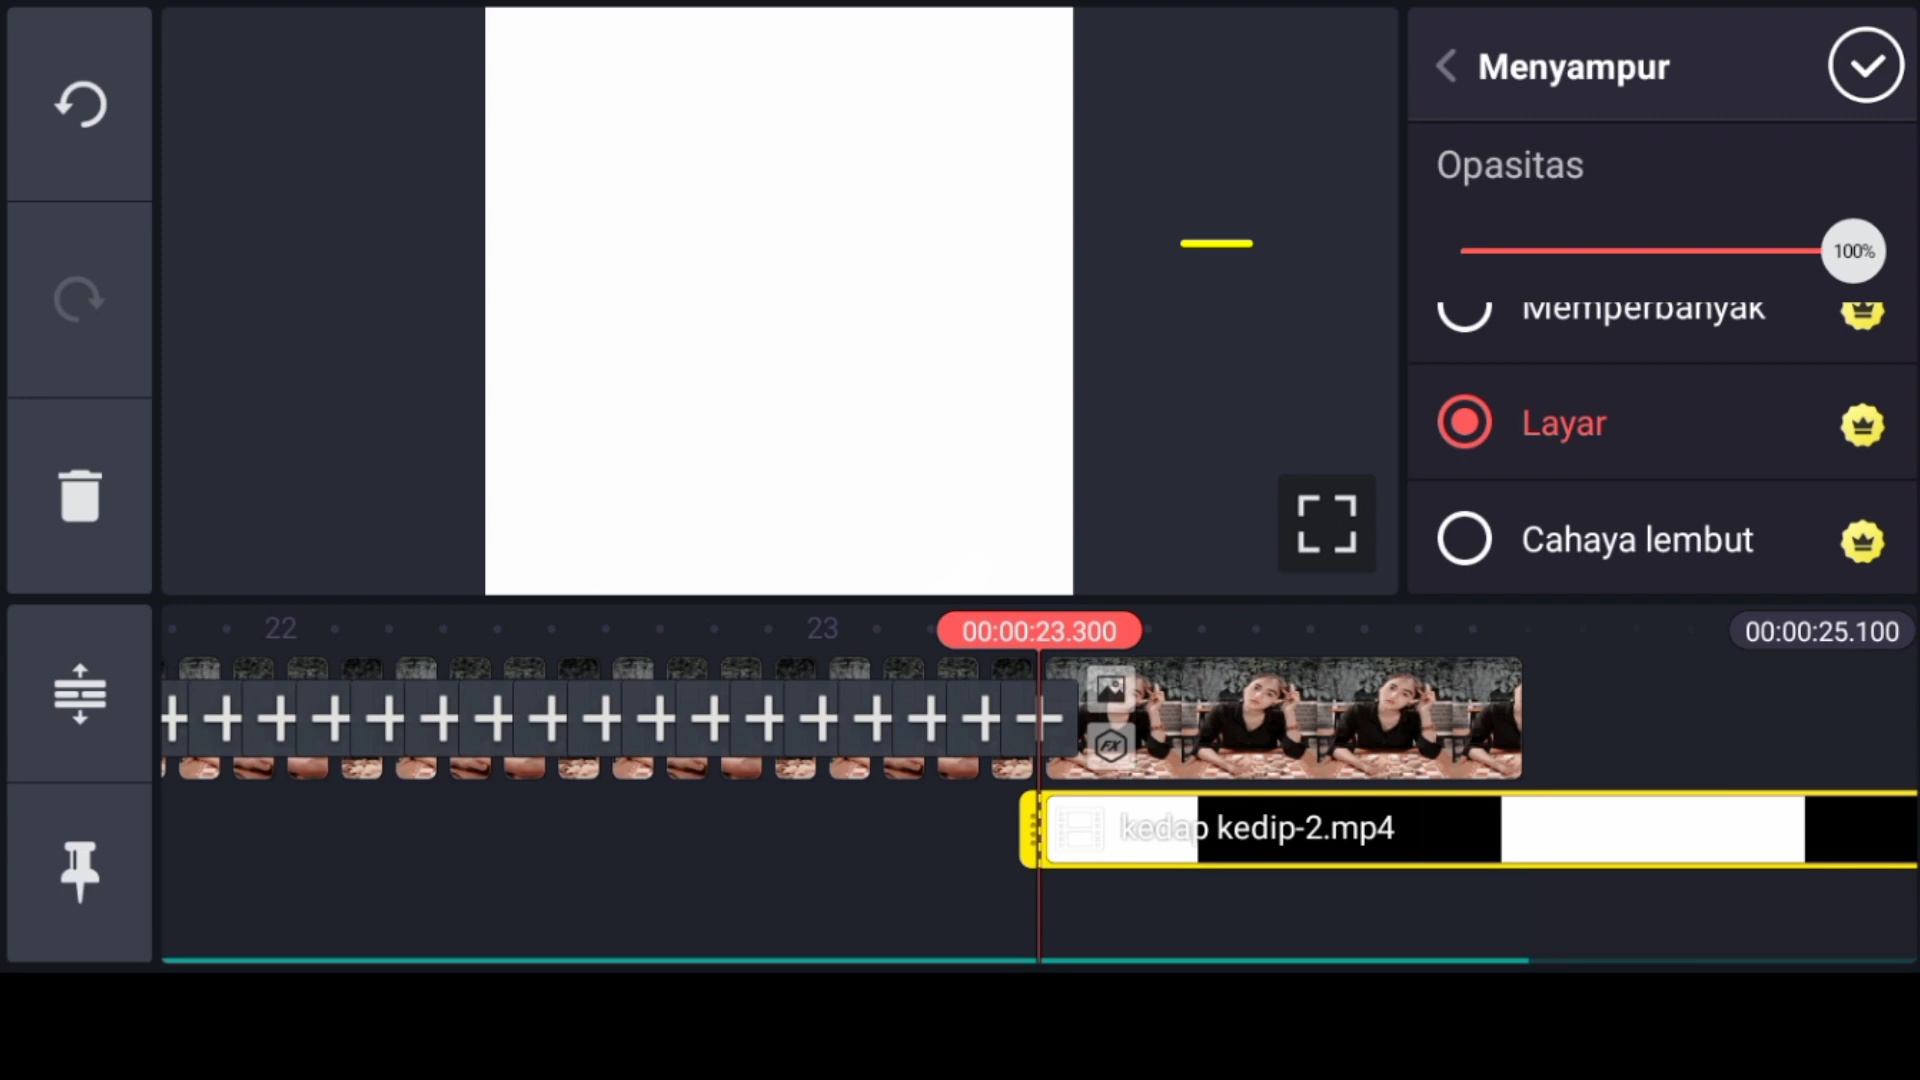 Menyampur
Opasitas
100%
Memperbanyak
Layar
Cahaya lembut
22
23
00:00:23.300
00:00:25.100
FX
kedap kedip-2.mp4